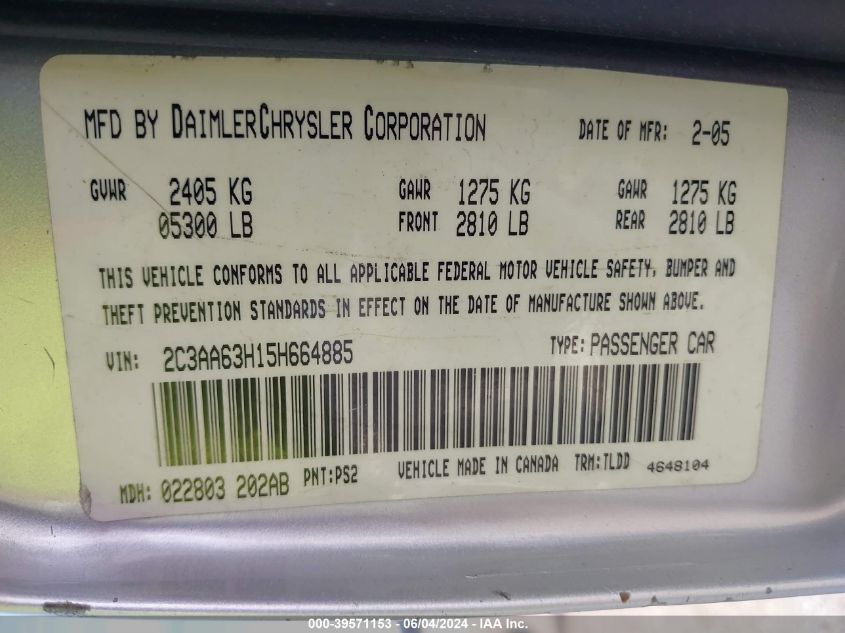 MFD BY DAIMLERCHRYSLER CORPORATION DATE OF MFR: 2-05
GVWR 2405 KG GAWR 1275 KG GAWR 1275 KG
05300 LB FRONT 2810 LB REAR 2810 LB
THIS VEHICLE CONFORMS TO ALL APPLICABLE FEDERAL MOTOR VEHICLE SAFETY, BUMPER AND
THEFT PREVENTION STANDARDS IN EFFECT ON THE DATE OF MANUFACTURE SHOWN ABOVE.
VIN: 2C3AA63H15H664885 TYPE: PASSENGER CAR
MDH: 022803 202AB PNT:PS2 VEHICLE MADE IN CANADA TRM:TLDD 4648104
000-39571153 - 06/04/2024 - IAA Inc.